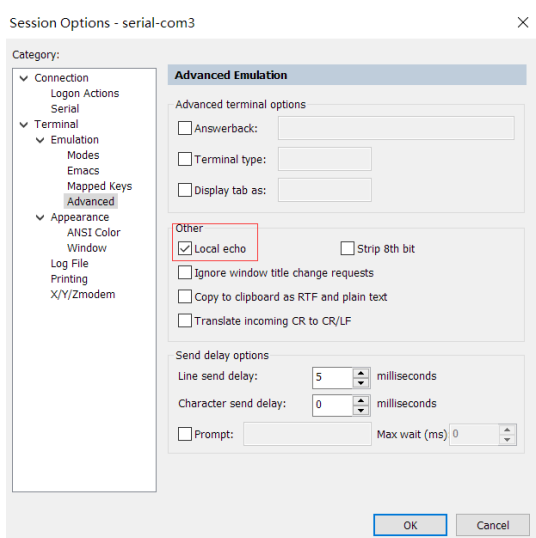 Session Options - serial-com3
Category:
Connection
Logon Actions
Serial
Terminal
Emulation
Modes
Emacs
Mapped Keys
Advanced
Appearance
ANSI Color
Window
Log File
Printing
X/Y/Zmodem
Advanced Emulation
Advanced terminal options
Answerback:
Terminal type:
Display tab as:
Other
Local echo Strip 8th bit
Ignore window title change requests
Copy to clipboard as RTF and plain text
Translate incoming CR to CR/LF
Send delay options
Line send delay: 5 milliseconds
Character send delay: 0 milliseconds
Prompt: Max wait (ms) 0
OK Cancel